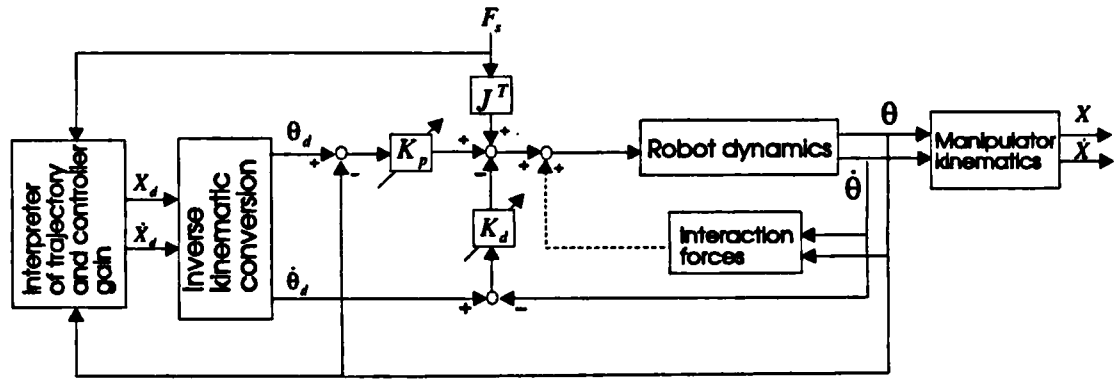 F_s
J^T
Interpreter
of trajectory
and controller
gain
X_d
Ẋ_d
Inverse
kinematic
conversion
θ_d
θ̇_d
+
-
K_p
+
+
-
K_d
+
-
+
+
Robot dynamics
θ
θ̇
Interaction
forces
Manipulator
kinematics
X
Ẋ